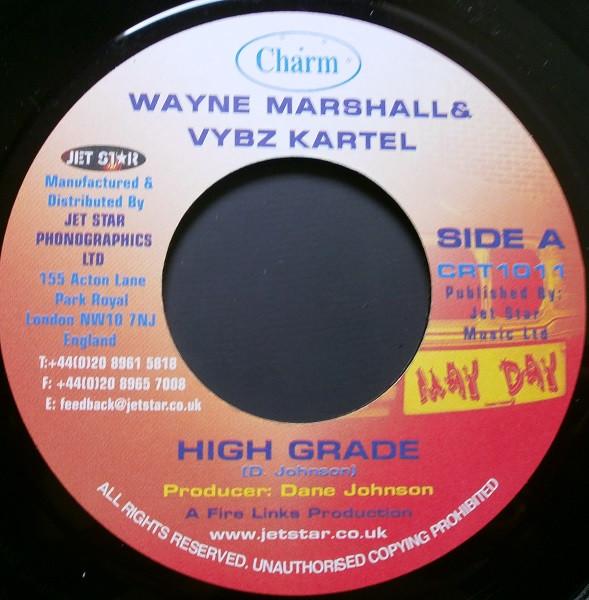 Charm
WAYNE MARSHALL&
VYBZ KARTEL
JET STAR
Manufactured &
Distributed By
JET STAR
PHONOGRAPHICS
LTD
155 Acton Lane
Park Royal
London NW10 7NJ
England
T:+44(0)20 8961 5818
F: +44(0)20 8965 7008
E: feedback@jetstar.co.uk
SIDE A
CRT1011
Published By:
Jet Star
Music Ltd
MAY DAY
HIGH GRADE
(D. Johnson)
Producer: Dane Johnson
A Fire Links Production
www.jetstar.co.uk
ALL RIGHTS RESERVED, UNAUTHORISED COPYING PROHIBITED